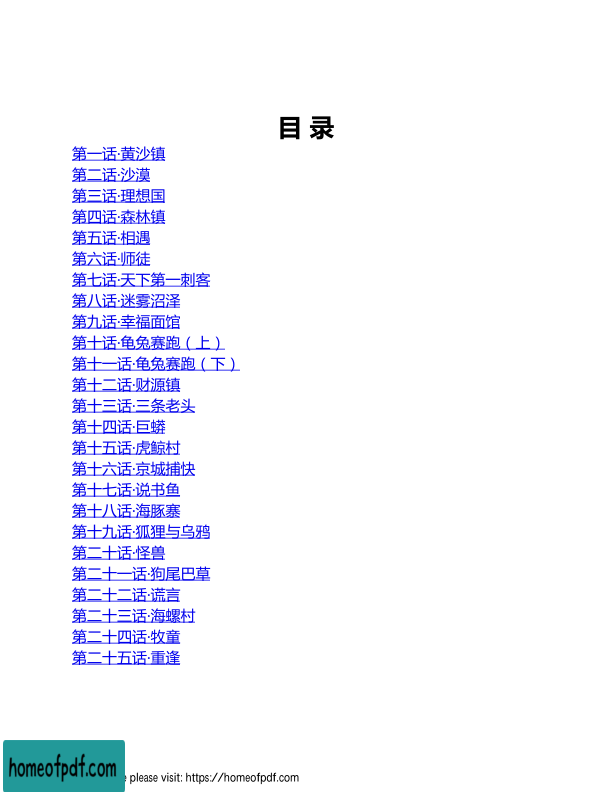 目 录
第一话·黄沙镇
第二话·沙漠
第三话·理想国
第四话·森林镇
第五话·相遇
第六话·师徒
第七话·天下第一刺客
第八话·迷雾沼泽
第九话·幸福面馆
第十话·龟兔赛跑（上）
第十一话·龟兔赛跑（下）
第十二话·财源镇
第十三话·三条老头
第十四话·巨蟒
第十五话·虎鲸村
第十六话·京城捕快
第十七话·说书鱼
第十八话·海豚寨
第十九话·狐狸与乌鸦
第二十话·怪兽
第二十一话·狗尾巴草
第二十二话·谎言
第二十三话·海螺村
第二十四话·牧童
第二十五话·重逢
homeofpdf.com
e please visit: https://homeofpdf.com